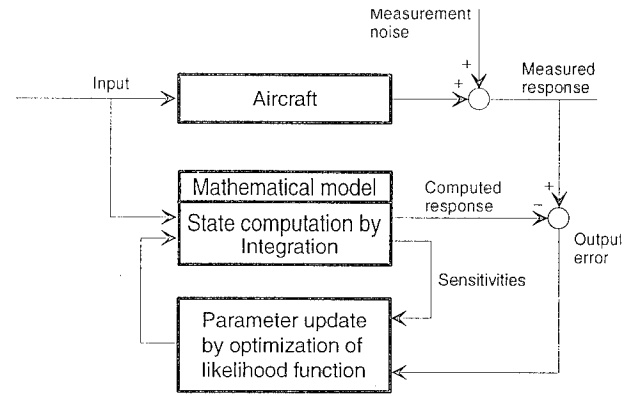 Measurement
noise
+
Input
Aircraft
+
Measured
response
Mathematical model
Computed
response
+
−
State computation by
Integration
Output
error
Sensitivities
Parameter update
by optimization of
likelihood function